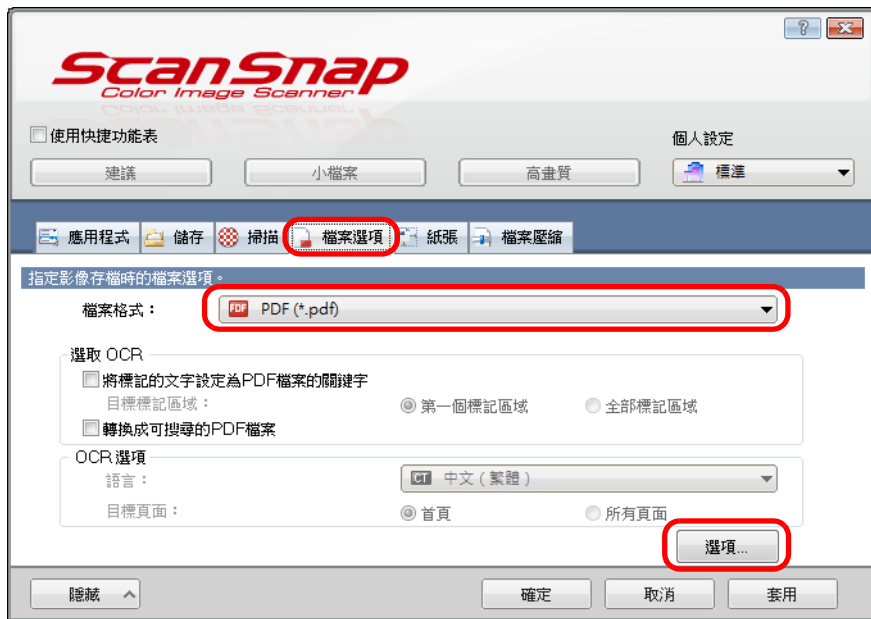 ScanSnap
Color Image Scanner
使用快捷功能表
個人設定
建議 小檔案 高畫質 標準
應用程式 儲存 掃描 檔案選項 紙張 檔案壓縮
指定影像存檔時的檔案選項。
檔案格式： PDF PDF (*.pdf)
選取 OCR
將標記的文字設定為PDF檔案的關鍵字
目標標記區域： 第一個標記區域 全部標記區域
轉換成可搜尋的PDF檔案
OCR 選項
語言： CT 中文 ( 繁體 )
目標頁面： 首頁 所有頁面
選項...
隱藏 確定 取消 套用